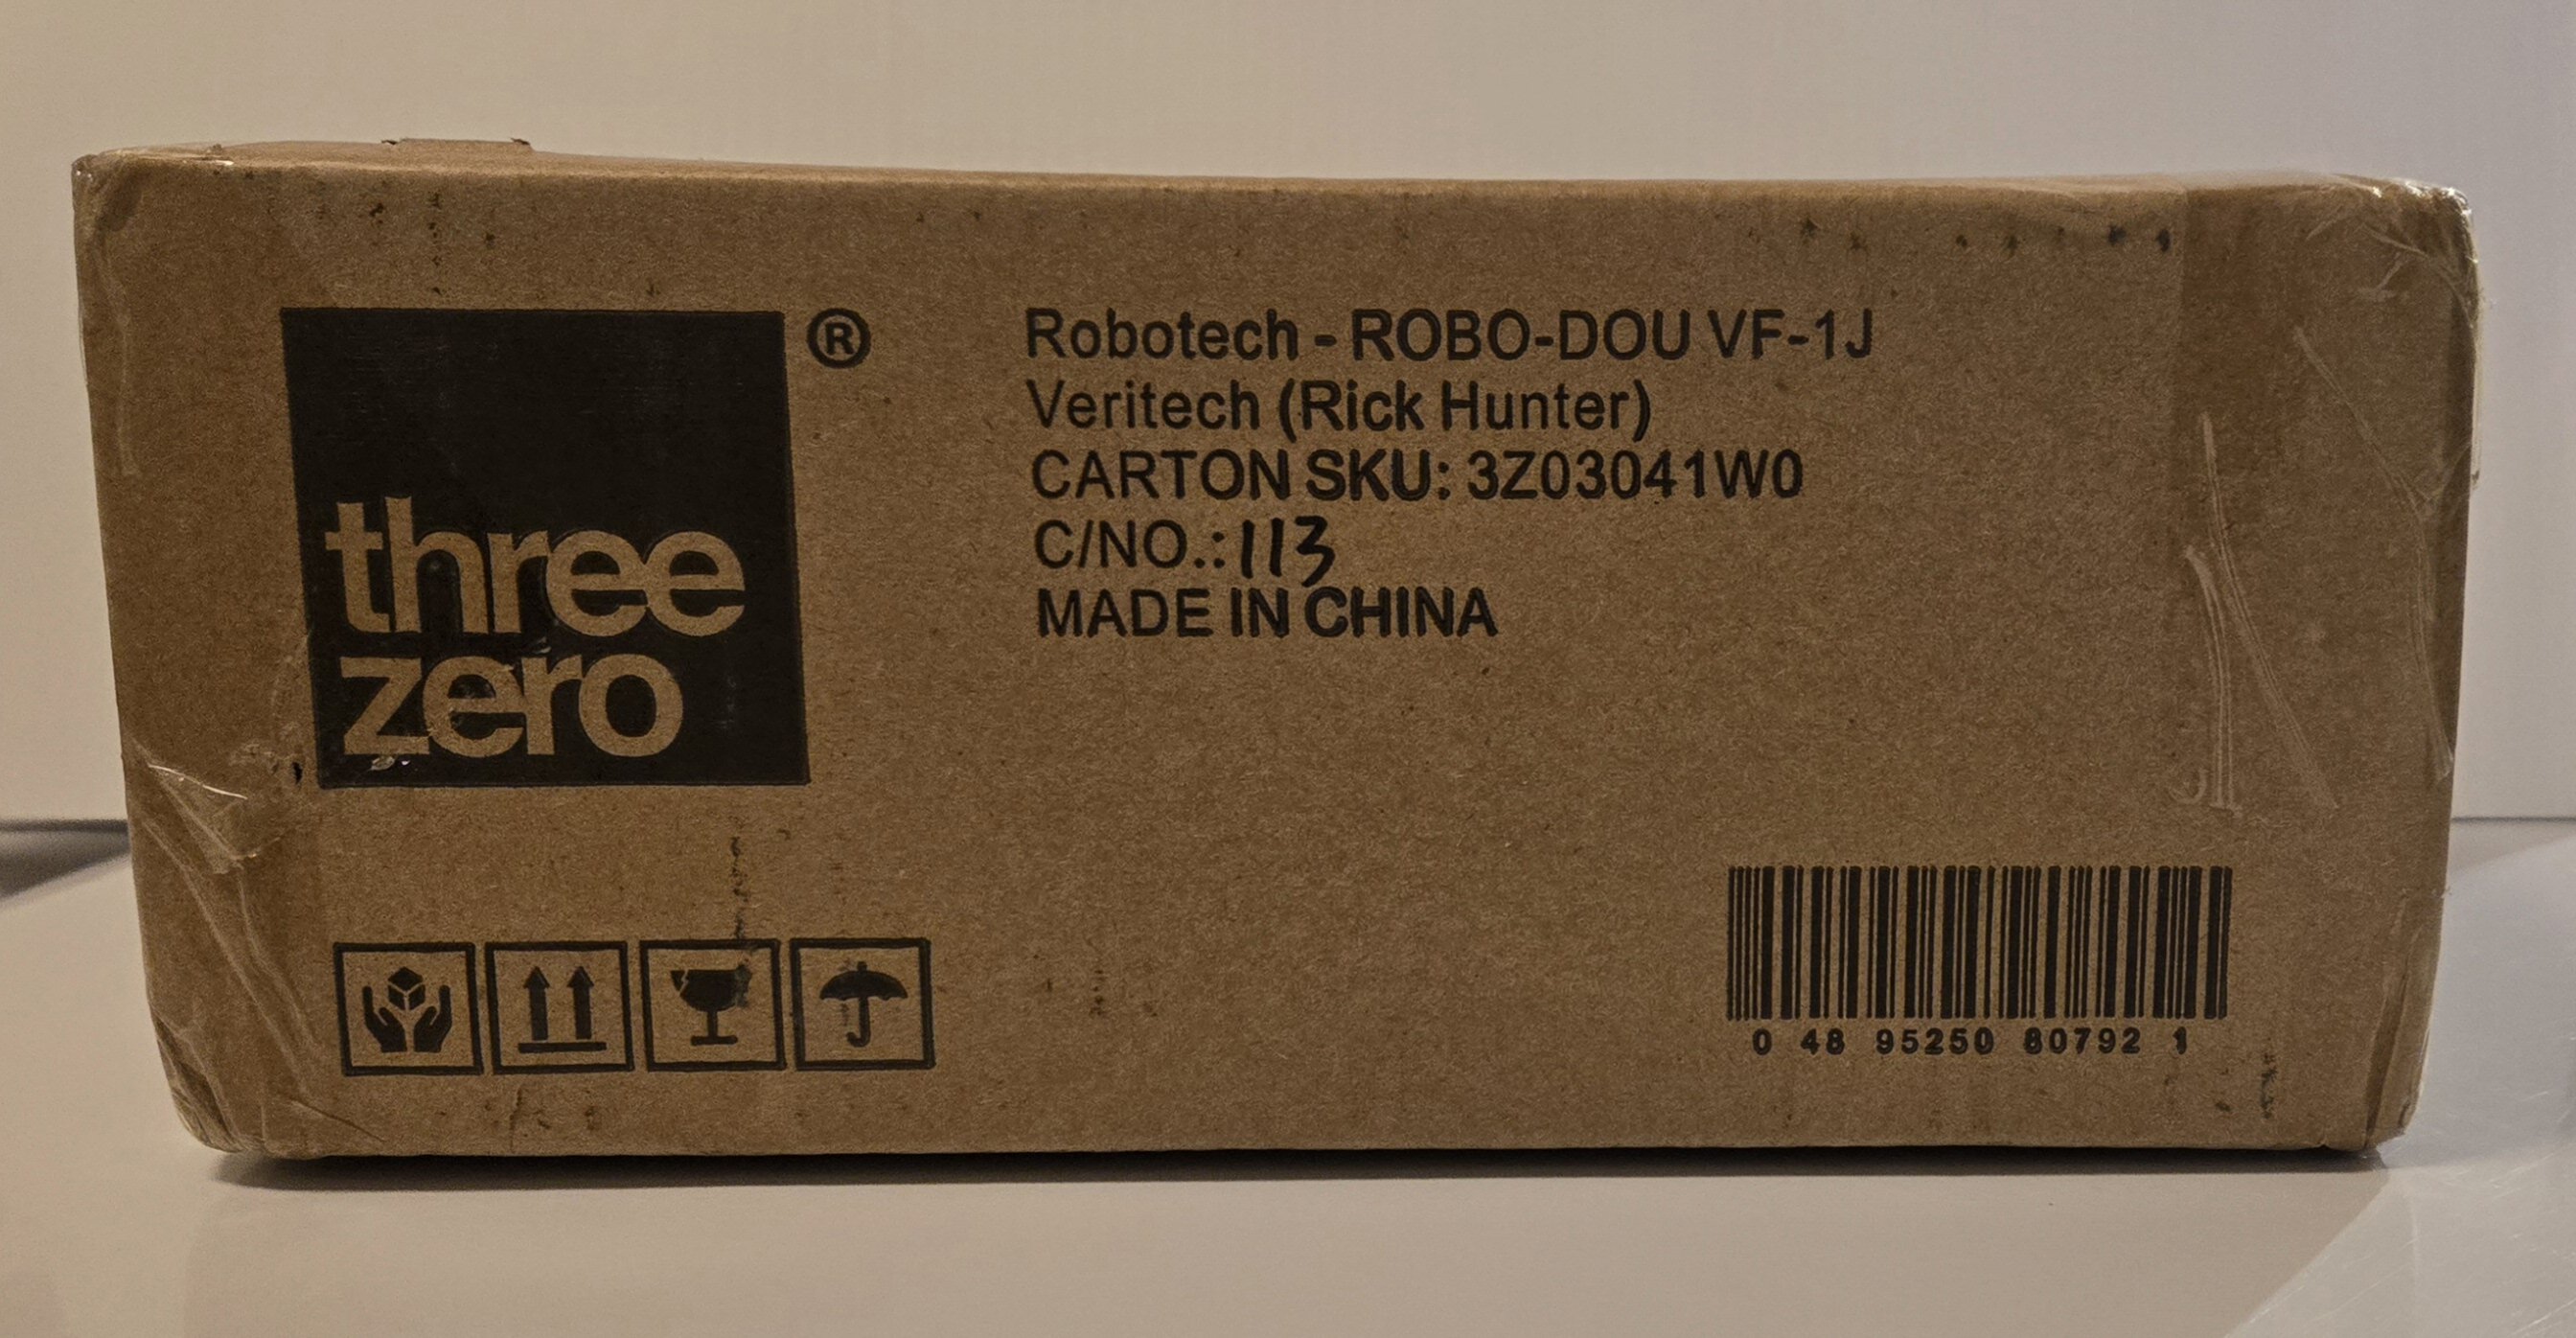 three
zero
®
Robotech - ROBO-DOU VF-1J
Veritech (Rick Hunter)
CARTON SKU: 3Z03041W0
C/NO.: 113
MADE IN CHINA
0 48 95250 80792 1